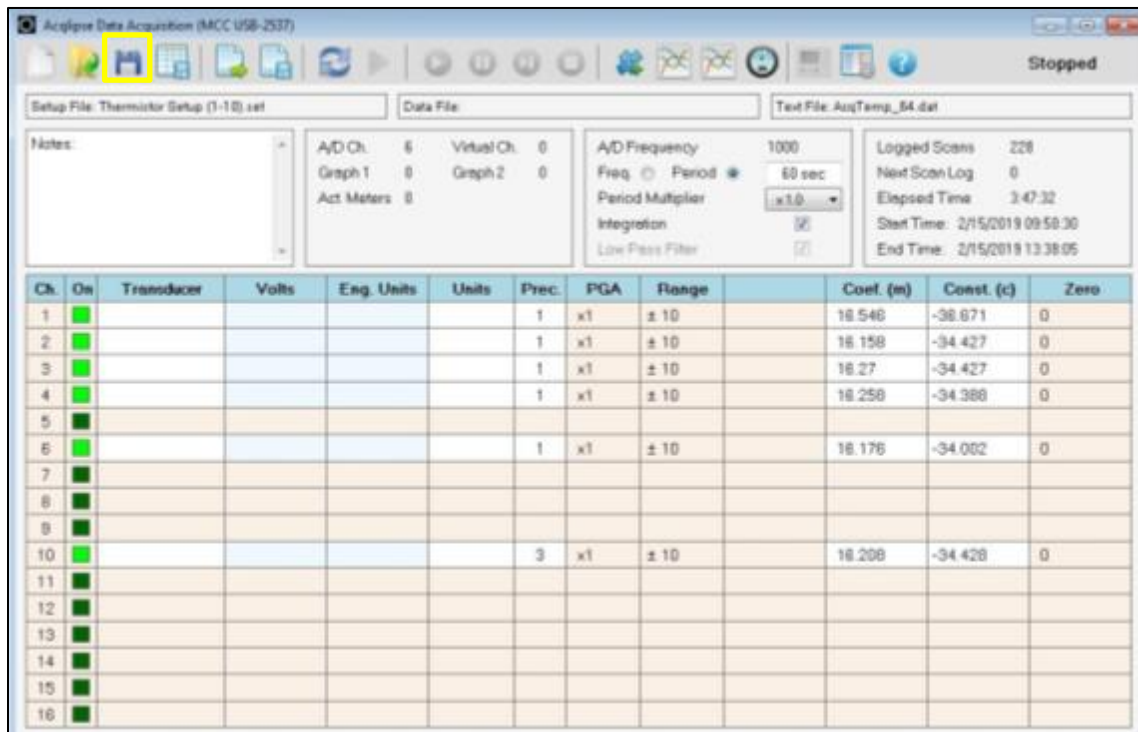 Acqlipse Data Acquisition (MCC USB-2537)
Stopped
Setup File: Thermistor Setup (1-10).set Data File: Text File: AcqTemp_64.dat
Notes:
A/D Ch. 6 Virtual Ch. 0
Graph 1 0 Graph 2 0
Act. Meters 0
A/D Frequency 1000
Freq. Period 60 sec
Period Multiplier x1.0
Integration
Low Pass Filter
Logged Scans 228
Next Scan Log 0
Elapsed Time 3:47:32
Start Time: 2/15/2019 09:50:30
End Time: 2/15/2019 13:38:05
Ch. On Transducer Volts Eng. Units Units Prec. PGA Range Coef. (m) Const. (c) Zero
1 1 x1 ± 10 16.546 -36.671 0
2 1 x1 ± 10 16.158 -34.427 0
3 1 x1 ± 10 16.27 -34.427 0
4 1 x1 ± 10 16.258 -34.388 0
5
6 1 x1 ± 10 16.176 -34.002 0
7
8
9
10 3 x1 ± 10 16.208 -34.428 0
11
12
13
14
15
16